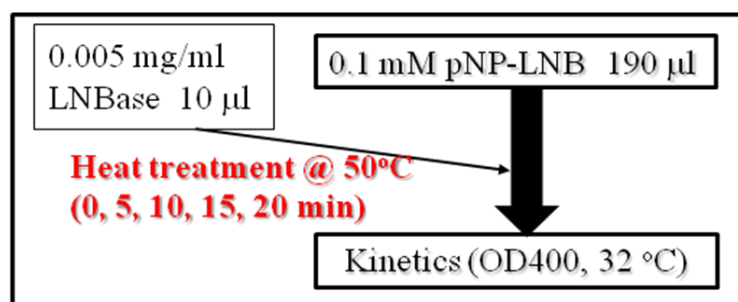 0.005 mg/ml
LNBase 10 μl
0.1 mM pNP-LNB 190 μl
Heat treatment @ 50°C
(0, 5, 10, 15, 20 min)
Kinetics (OD400, 32 °C)